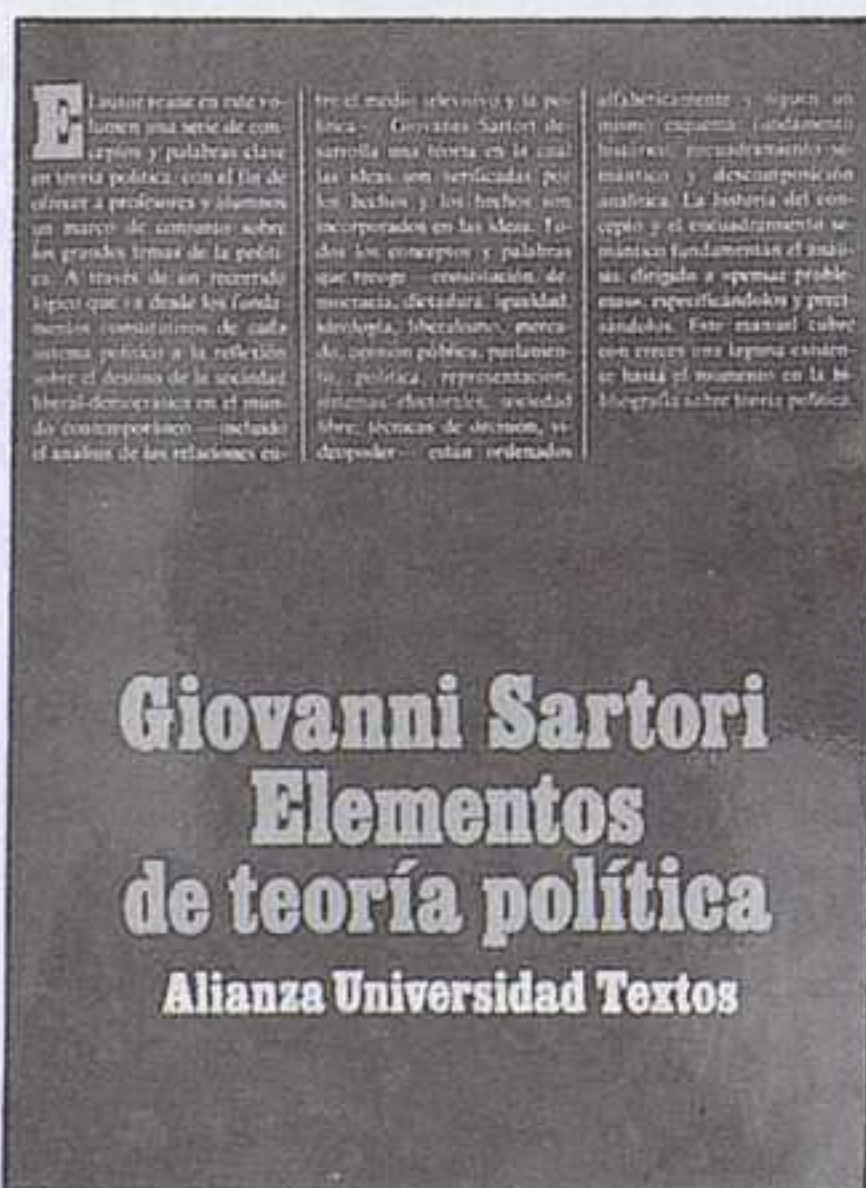 El autor reúne en este vo-
lumen una serie de con-
ceptos y palabras clave
en teoría política, con el fin de
ofrecer a profesores y alumnos
un marco de conjunto sobre
los grandes temas de la políti-
ca. A través de un recorrido
lógico que va desde los funda-
mentos constitutivos de cada
sistema político a la reflexión
sobre el destino de la sociedad
liberal-democrática en el mun-
do contemporáneo —incluido
el análisis de las relaciones en-
tre el medio televisivo y la po-
lítica— Giovanni Sartori de-
sarrolla una teoría en la cual
las ideas son verificadas por
los hechos y los hechos son
incorporados en las ideas. To-
dos los conceptos y palabras
que recoge —constitución, de-
mocracia, dictadura, igualdad,
ideología, liberalismo, merca-
do, opinión pública, parlamen-
to, política, representación,
sistemas electorales, sociedad
libre, técnicas de decisión, vi-
deopoder— están ordenados
alfabéticamente y siguen un
mismo esquema: fundamento
histórico, encuadramiento se-
mántico y descomposición
analítica. La historia del con-
cepto y el encuadramiento se-
mántico fundamentan el análi-
sis, dirigido a «pensar proble-
mas», especificándolos y preci-
sándolos. Este manual cubre
con creces una laguna existen-
te hasta el momento en la bi-
bliografía sobre teoría política.
Giovanni Sartori
Elementos
de teoría política
Alianza Universidad Textos